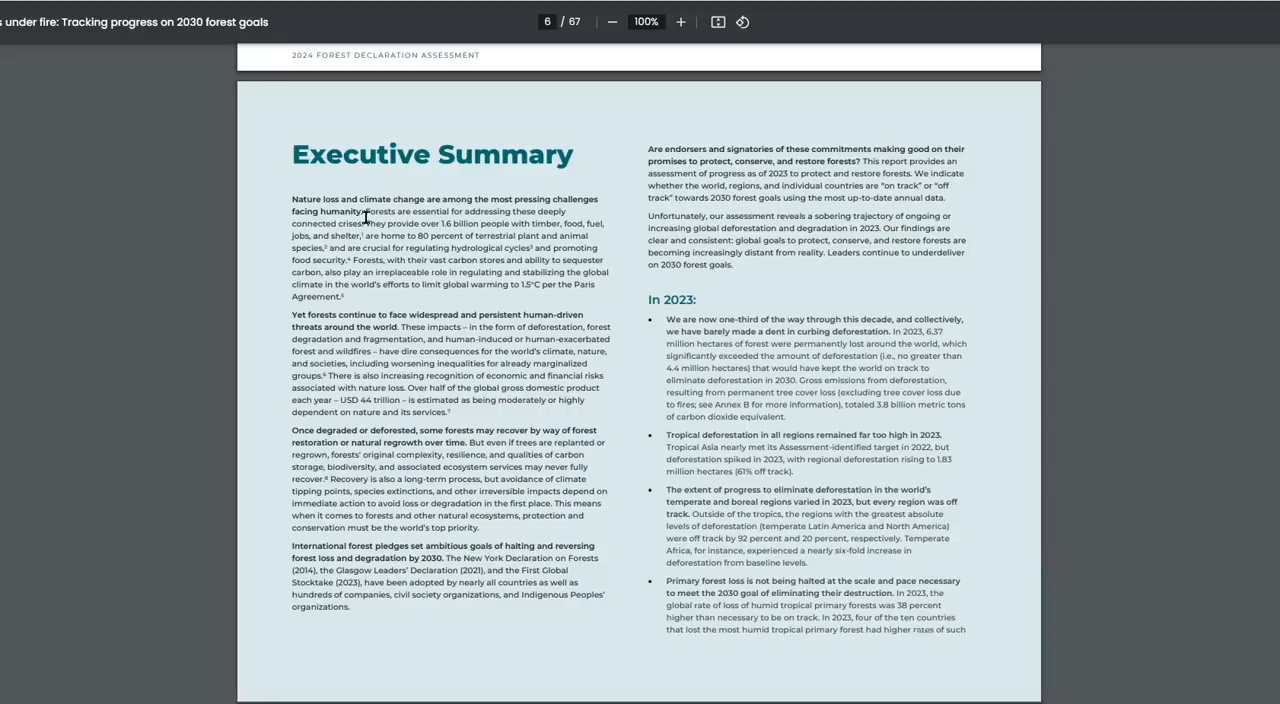 s under fire: Tracking progress on 2030 forest goals
6 / 67
100%
2024 FOREST DECLARATION ASSESSMENT
Executive Summary
Nature loss and climate change are among the most pressing challenges
facing humanity. Forests are essential for addressing these deeply
connected crises. They provide over 1.6 billion people with timber, food, fuel,
jobs, and shelter,¹ are home to 80 percent of terrestrial plant and animal
species,² and are crucial for regulating hydrological cycles³ and promoting
food security.⁴ Forests, with their vast carbon stores and ability to sequester
carbon, also play an irreplaceable role in regulating and stabilizing the global
climate in the world's efforts to limit global warming to 1.5°C per the Paris
Agreement.⁵
Yet forests continue to face widespread and persistent human-driven
threats around the world. These impacts – in the form of deforestation, forest
degradation and fragmentation, and human-induced or human-exacerbated
forest and wildfires – have dire consequences for the world's climate, nature,
and societies, including worsening inequalities for already marginalized
groups.⁶ There is also increasing recognition of economic and financial risks
associated with nature loss. Over half of the global gross domestic product
each year – USD 44 trillion – is estimated as being moderately or highly
dependent on nature and its services.⁷
Once degraded or deforested, some forests may recover by way of forest
restoration or natural regrowth over time. But even if trees are replanted or
regrown, forests' original complexity, resilience, and qualities of carbon
storage, biodiversity, and associated ecosystem services may never fully
recover.⁸ Recovery is also a long-term process, but avoidance of climate
tipping points, species extinctions, and other irreversible impacts depend on
immediate action to avoid loss or degradation in the first place. This means
when it comes to forests and other natural ecosystems, protection and
conservation must be the world's top priority.
International forest pledges set ambitious goals of halting and reversing
forest loss and degradation by 2030. The New York Declaration on Forests
(2014), the Glasgow Leaders' Declaration (2021), and the First Global
Stocktake (2023), have been adopted by nearly all countries as well as
hundreds of companies, civil society organizations, and Indigenous Peoples'
organizations.
Are endorsers and signatories of these commitments making good on their
promises to protect, conserve, and restore forests? This report provides an
assessment of progress as of 2023 to protect and restore forests. We indicate
whether the world, regions, and individual countries are “on track” or “off
track” towards 2030 forest goals using the most up-to-date annual data.
Unfortunately, our assessment reveals a sobering trajectory of ongoing or
increasing global deforestation and degradation in 2023. Our findings are
clear and consistent: global goals to protect, conserve, and restore forests are
becoming increasingly distant from reality. Leaders continue to underdeliver
on 2030 forest goals.
In 2023:
• We are now one-third of the way through this decade, and collectively,
we have barely made a dent in curbing deforestation. In 2023, 6.37
million hectares of forest were permanently lost around the world, which
significantly exceeded the amount of deforestation (i.e., no greater than
4.4 million hectares) that would have kept the world on track to
eliminate deforestation in 2030. Gross emissions from deforestation,
resulting from permanent tree cover loss (excluding tree cover loss due
to fires; see Annex B for more information), totaled 3.8 billion metric tons
of carbon dioxide equivalent.
• Tropical deforestation in all regions remained far too high in 2023.
Tropical Asia nearly met its Assessment-identified target in 2022, but
deforestation spiked in 2023, with regional deforestation rising to 1.83
million hectares (61% off track).
• The extent of progress to eliminate deforestation in the world's
temperate and boreal regions varied in 2023, but every region was off
track. Outside of the tropics, the regions with the greatest absolute
levels of deforestation (temperate Latin America and North America)
were off track by 92 percent and 20 percent, respectively. Temperate
Africa, for instance, experienced a nearly six-fold increase in
deforestation from baseline levels.
• Primary forest loss is not being halted at the scale and pace necessary
to meet the 2030 goal of eliminating their destruction. In 2023, the
global rate of loss of humid tropical primary forests was 38 percent
higher than necessary to be on track. In 2023, four of the ten countries
that lost the most humid tropical primary forest had higher rates of such